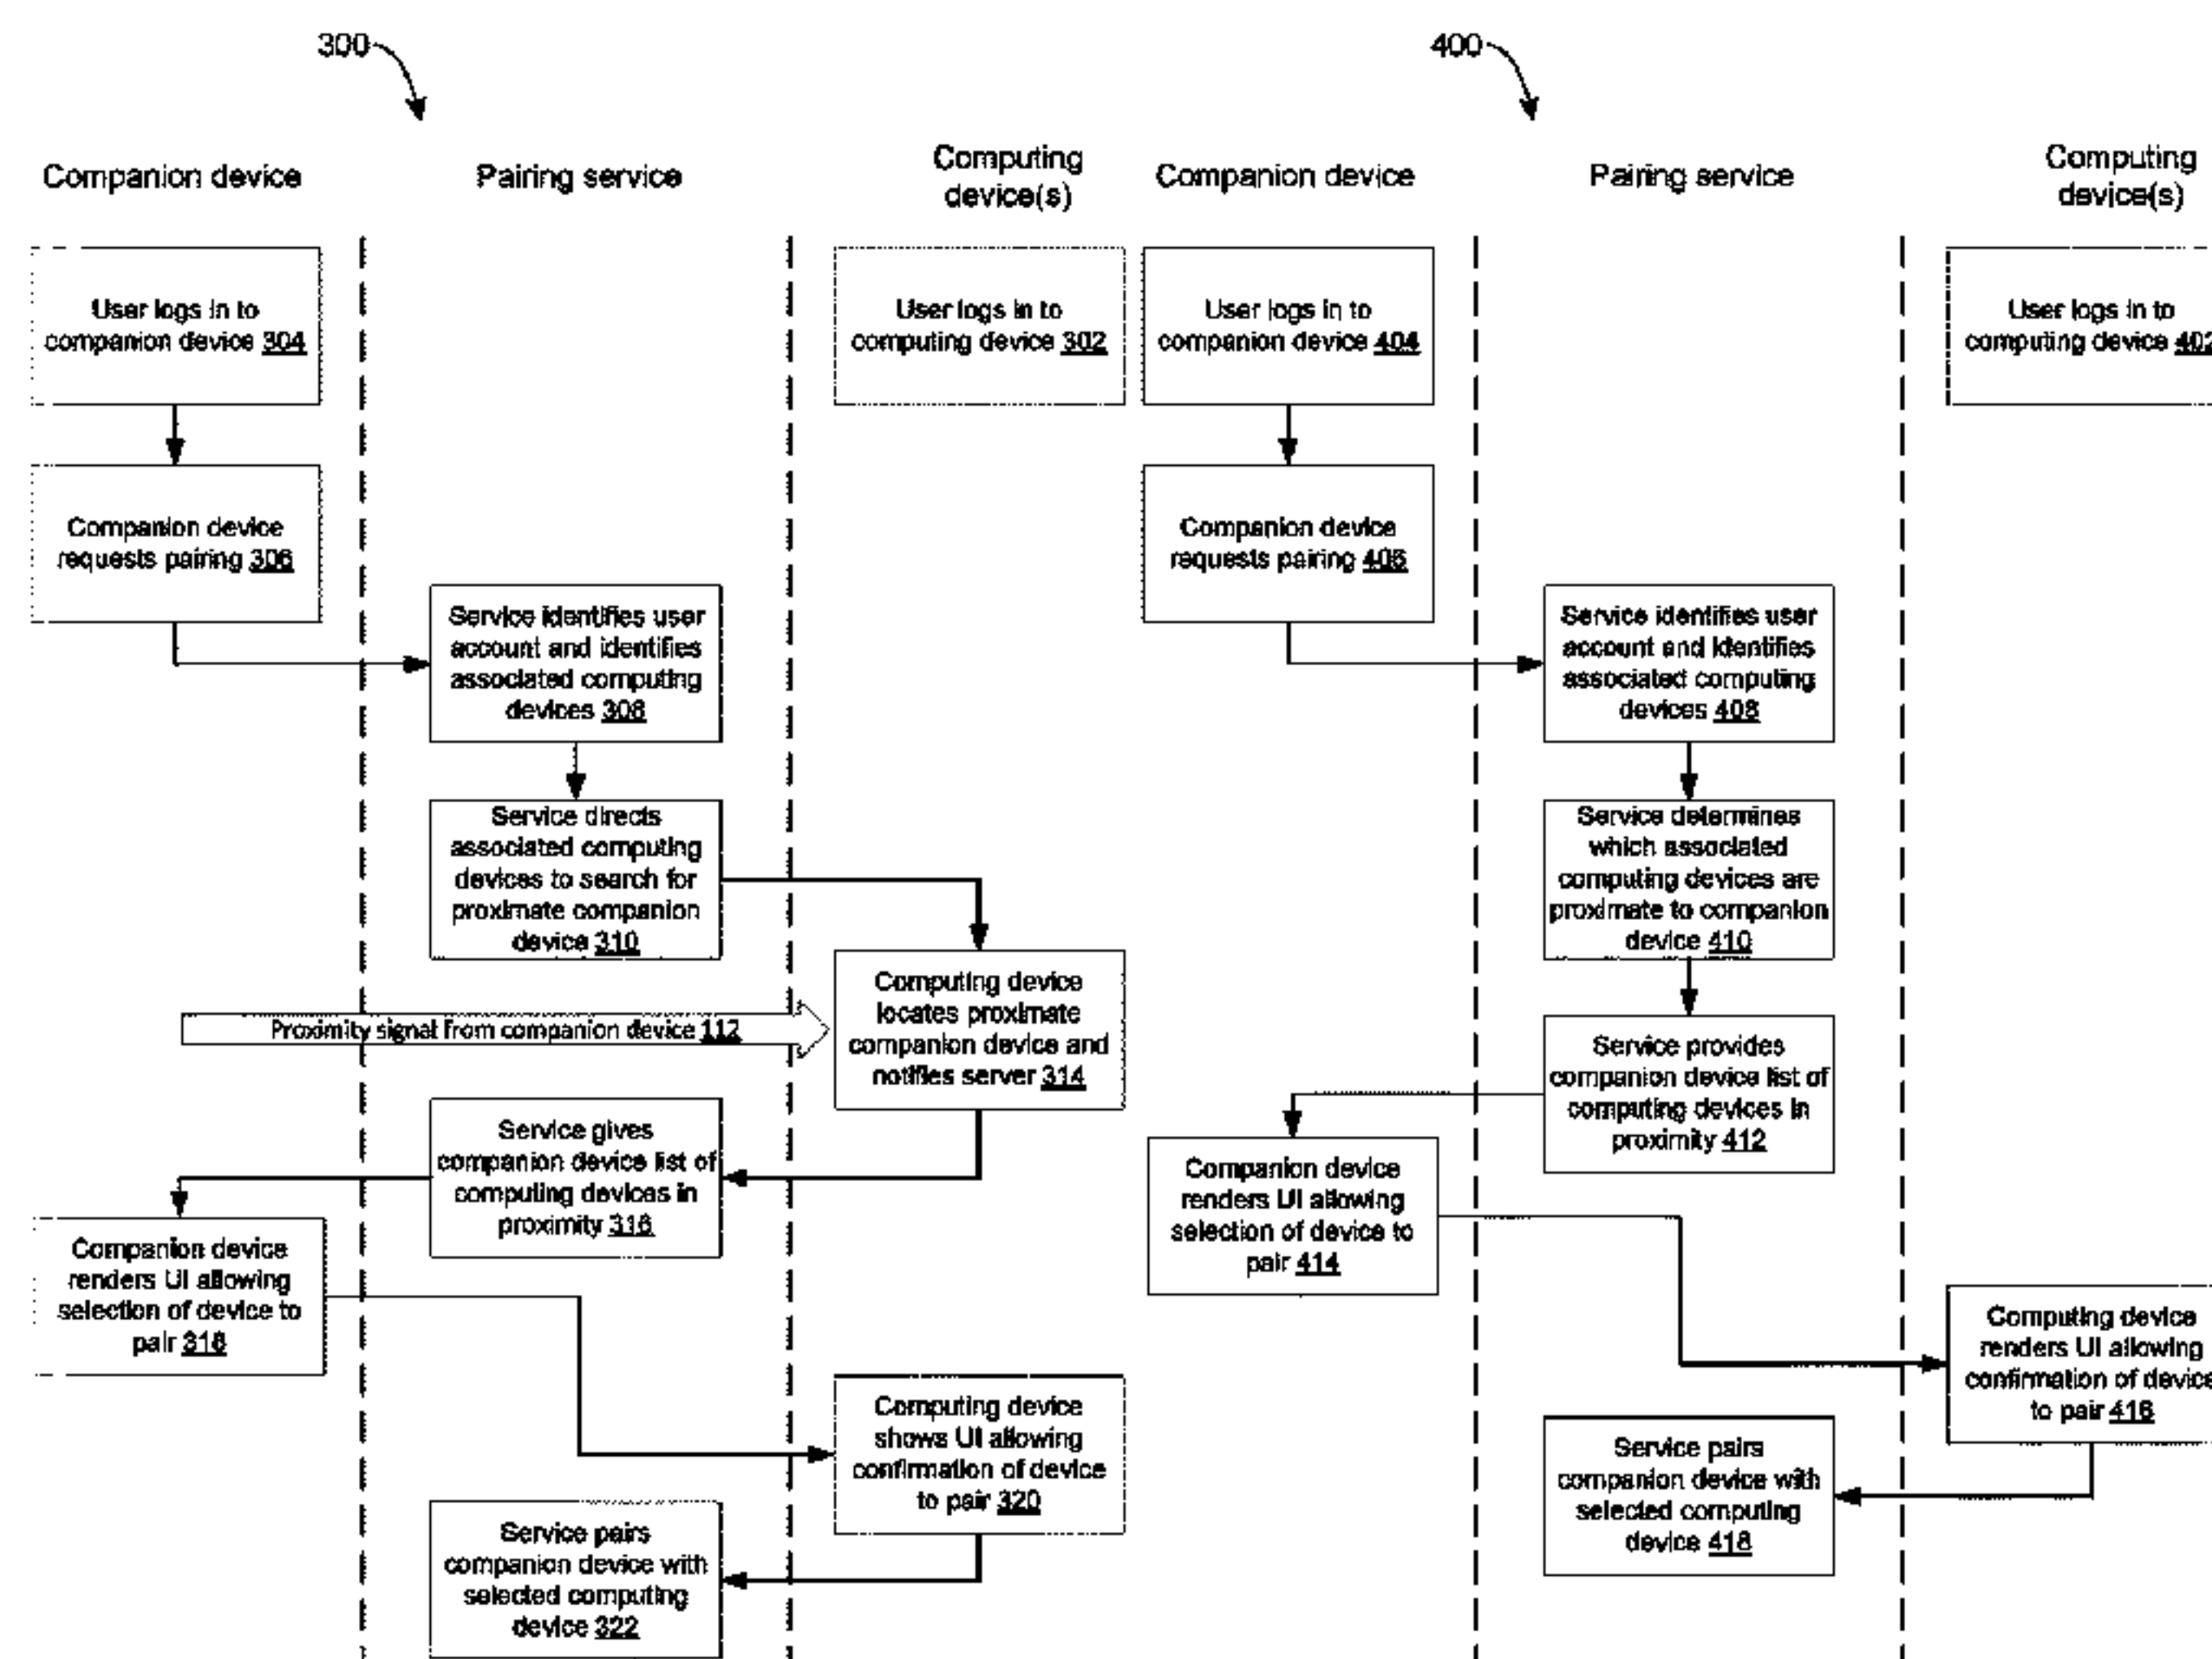 300
Companion device
Pairing service
Computing
device(s)
User logs in to
companion device 304
User logs in to
computing device 302
Companion device
requests pairing 306
Service identifies user
account and identifies
associated computing
devices 308
Service directs
associated computing
devices to search for
proximate companion
device 310
Proximity signal from companion device 112
Computing device
locates proximate
companion device and
notifies server 314
Service gives
companion device list of
computing devices in
proximity 316
Companion device
renders UI allowing
selection of device to
pair 318
Computing device
shows UI allowing
confirmation of device
to pair 320
Service pairs
companion device with
selected computing
device 322
400
Companion device
Pairing service
Computing
device(s)
User logs in to
companion device 404
User logs in to
computing device 402
Companion device
requests pairing 406
Service identifies user
account and identifies
associated computing
devices 408
Service determines
which associated
computing devices are
proximate to companion
device 410
Service provides
companion device list of
computing devices in
proximity 412
Companion device
renders UI allowing
selection of device to
pair 414
Computing device
renders UI allowing
confirmation of device
to pair 416
Service pairs
companion device with
selected computing
device 418